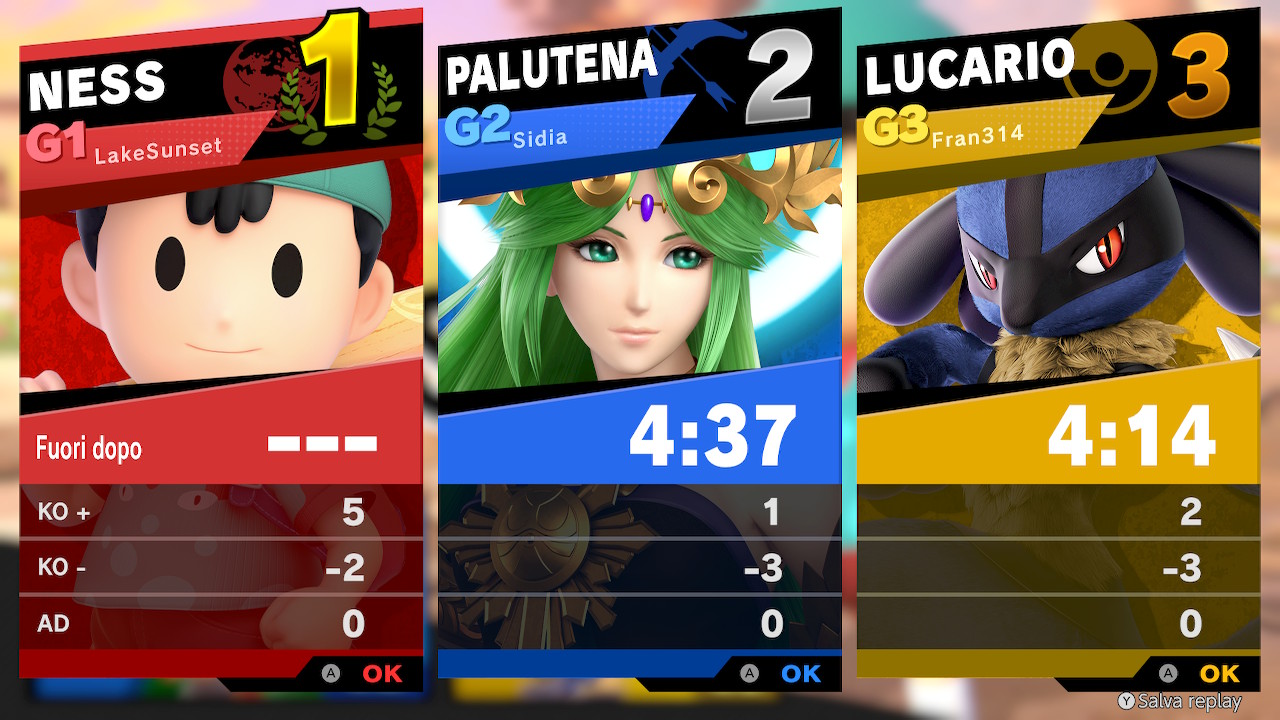 NESS 1
G1 LakeSunset
Fuori dopo ---
KO + 5
KO - -2
AD 0
A OK
PALUTENA 2
G2 Sidia
4:37
1
-3
0
A OK
LUCARIO 3
G3 Fran314
4:14
2
-3
0
A OK
Y Salva replay